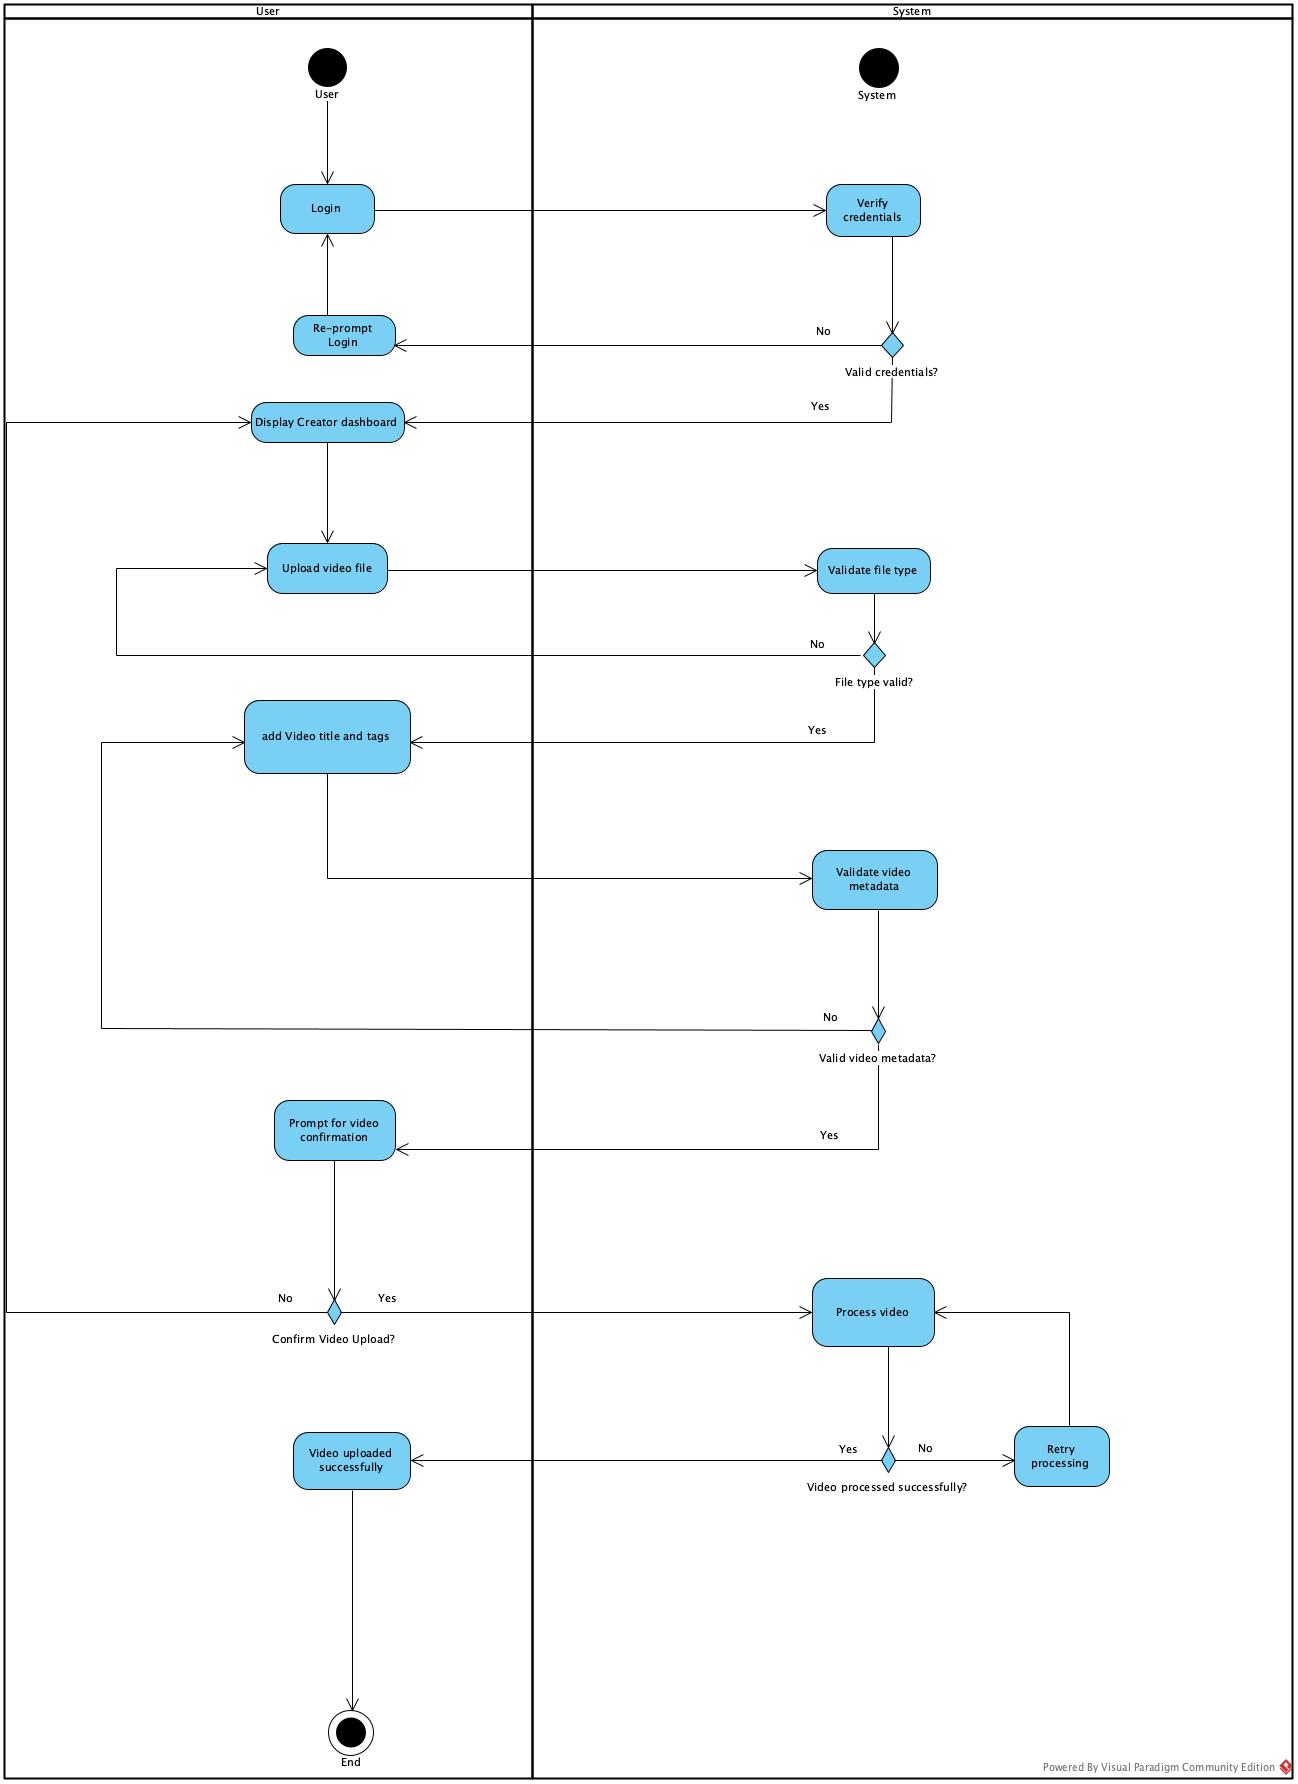 User
System
User
System
Login
Verify
credentials
Re-prompt
Login
No
Valid credentials?
Yes
Display Creator dashboard
Upload video file
Validate file type
No
File type valid?
Yes
add Video title and tags
Validate video
metadata
No
Valid video metadata?
Yes
Prompt for video
confirmation
No
Yes
Confirm Video Upload?
Process video
Video uploaded
successfully
Yes
No
Video processed successfully?
Retry
processing
End
Powered By Visual Paradigm Community Edition